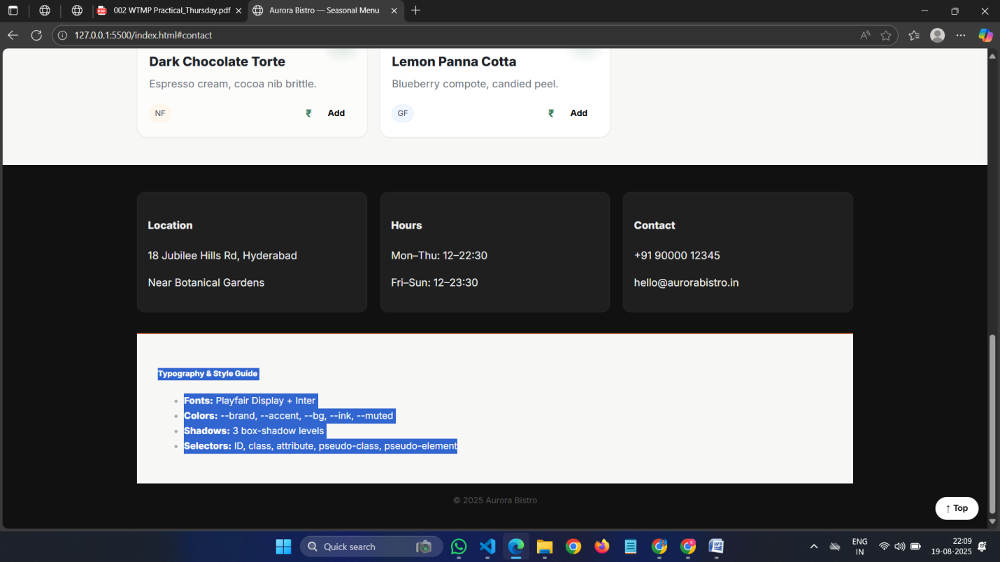 002 WTMP Practical_Thursday.pdf
Aurora Bistro — Seasonal Menu
127.0.0.1:5500/index.html#contact
Dark Chocolate Torte
Espresso cream, cocoa nib brittle.
NF
₹
Add
Lemon Panna Cotta
Blueberry compote, candied peel.
GF
₹
Add
Location
18 Jubilee Hills Rd, Hyderabad
Near Botanical Gardens
Hours
Mon–Thu: 12–22:30
Fri–Sun: 12–23:30
Contact
+91 90000 12345
hello@aurorabistro.in
Typography & Style Guide
Fonts: Playfair Display + Inter
Colors: --brand, --accent, --bg, --ink, --muted
Shadows: 3 box-shadow levels
Selectors: ID, class, attribute, pseudo-class, pseudo-element
© 2025 Aurora Bistro
↑ Top
Quick search
ENG
IN
22:09
19-08-2025